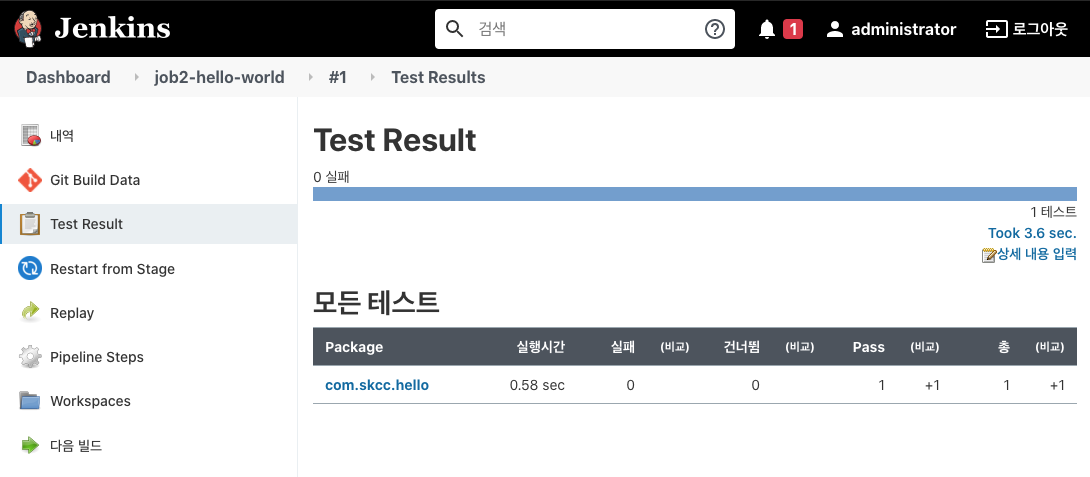 Jenkins 검색 1 administrator 로그아웃
Dashboard job2-hello-world #1 Test Results
내역
Git Build Data
Test Result
Restart from Stage
Replay
Pipeline Steps
Workspaces
다음 빌드
Test Result
0 실패
1 테스트
Took 3.6 sec.
상세 내용 입력
모든 테스트
Package 실행시간 실패 (비교) 건너뜀 (비교) Pass (비교) 총 (비교)
com.skcc.hello 0.58 sec 0 0 1 +1 1 +1